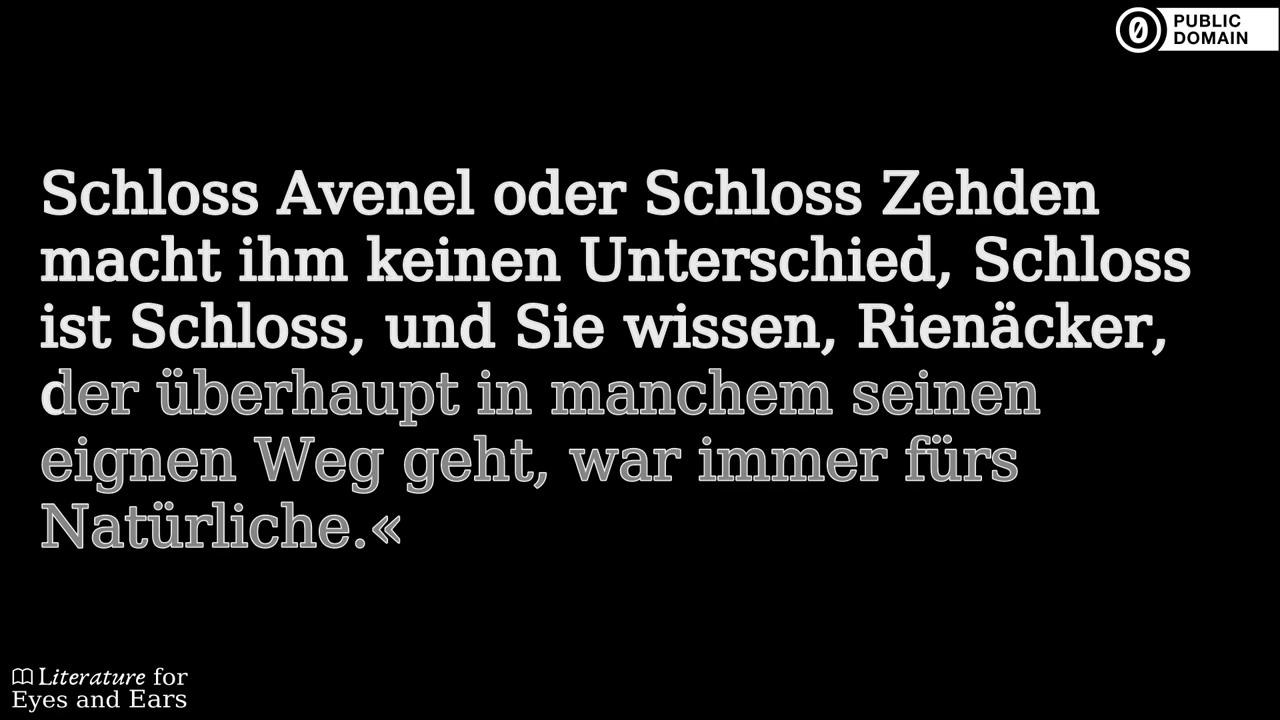 PUBLIC
DOMAIN
Schloss Avenel oder Schloss Zehden
macht ihm keinen Unterschied, Schloss
ist Schloss, und Sie wissen, Rienäcker,
der überhaupt in manchem seinen
eignen Weg geht, war immer fürs
Natürliche.«
Literature for
Eyes and Ears